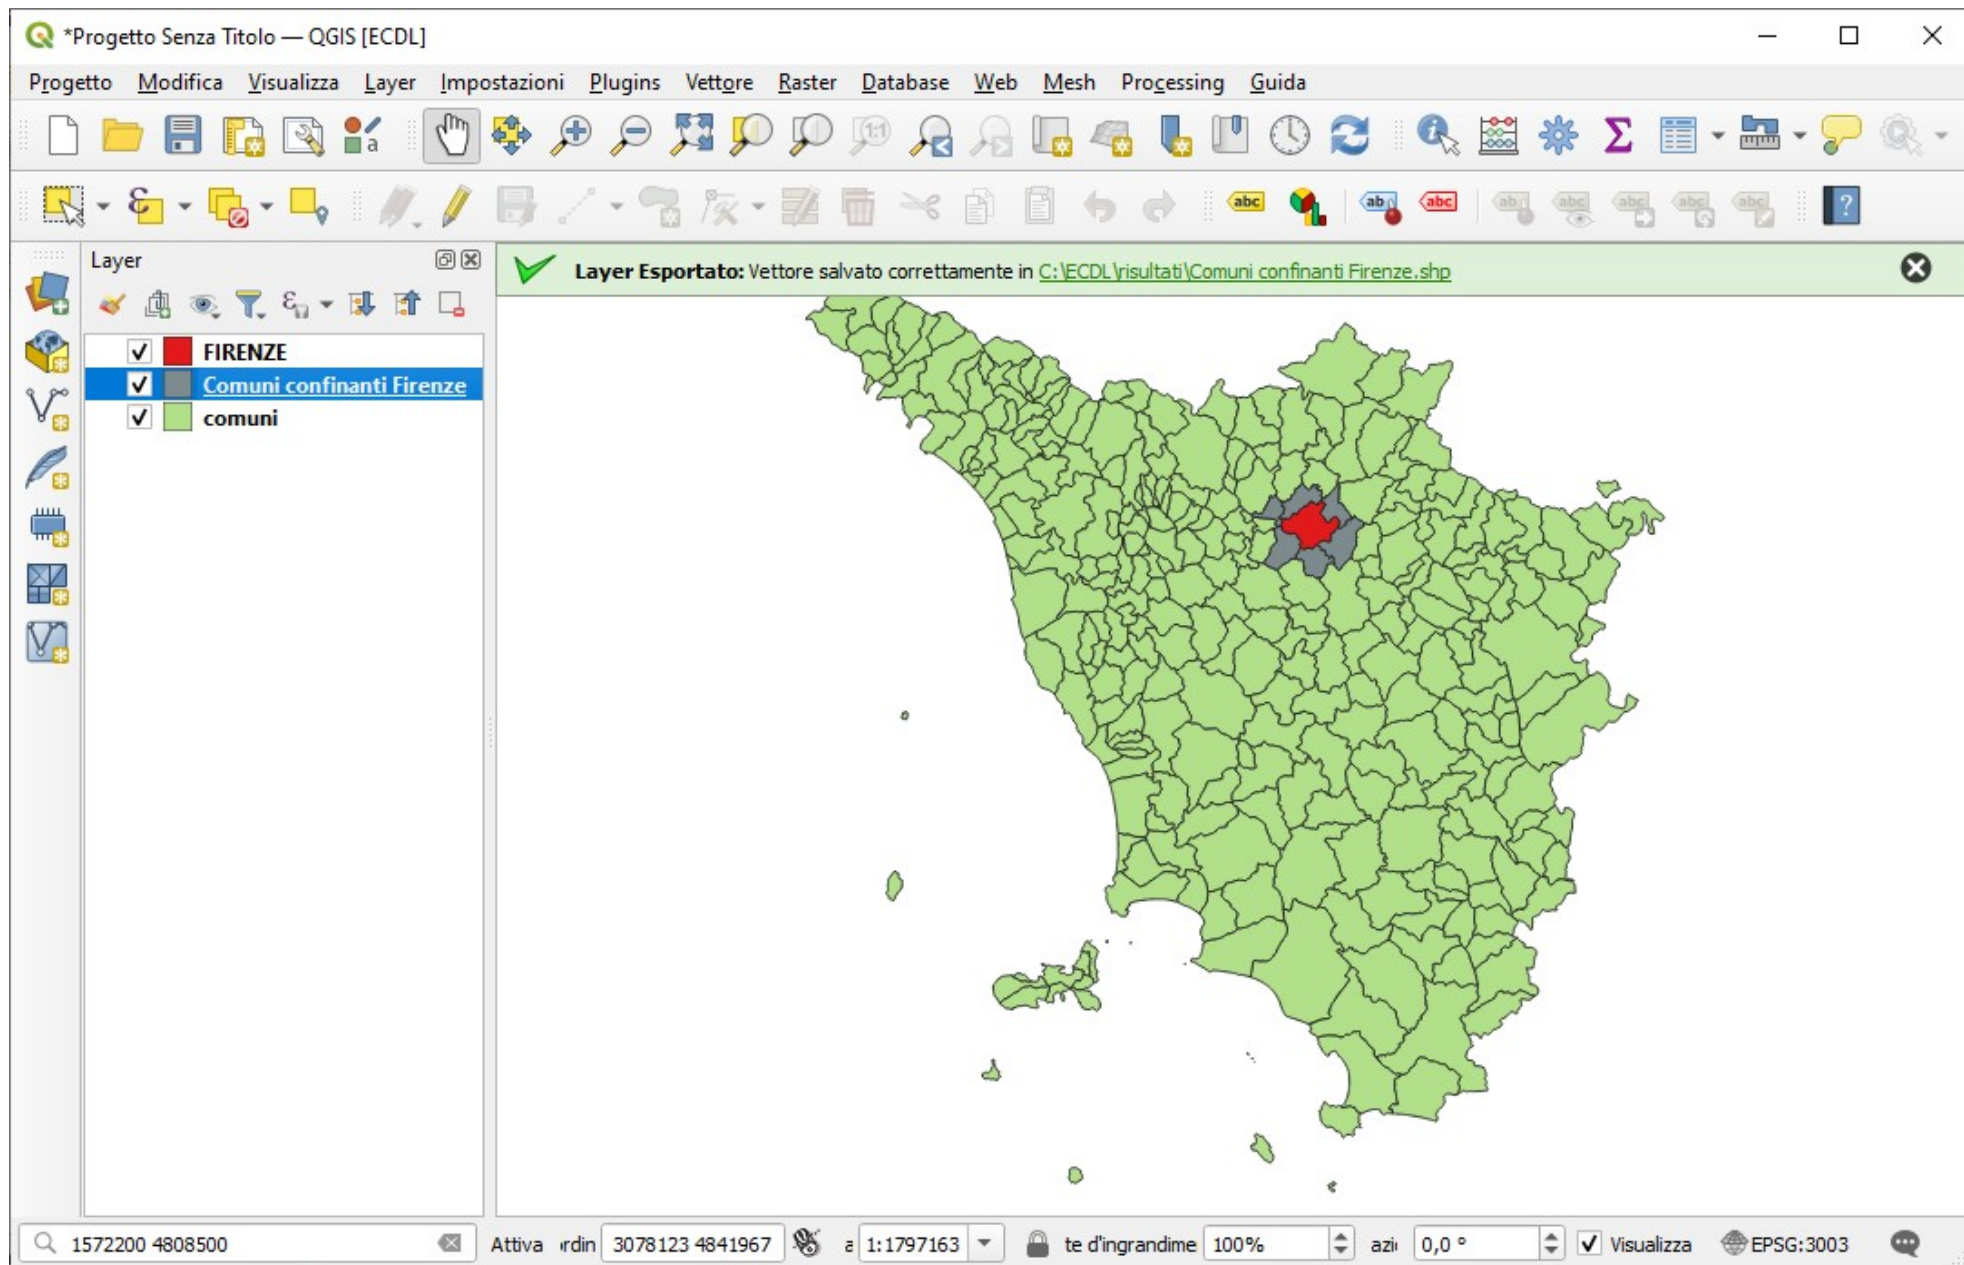 *Progetto Senza Titolo — QGIS [ECDL]
Progetto Modifica Visualizza Layer Impostazioni Plugins Vettore Raster Database Web Mesh Processing Guida
Layer
Layer Esportato: Vettore salvato correttamente in C:\ECDL\risultati\Comuni confinanti Firenze.shp
FIRENZE
Comuni confinanti Firenze
comuni
1572200 4808500 Attiva rdin 3078123 4841967 a 1:1797163 te d'ingrandime 100% azi 0,0 ° Visualizza EPSG:3003